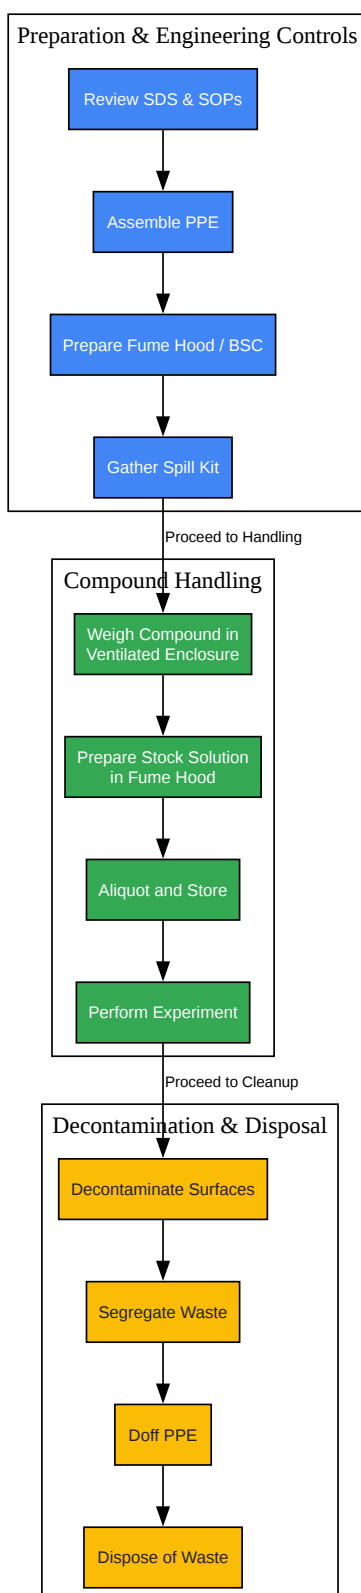 Preparation & Engineering Controls
Review SDS & SOPs
Assemble PPE
Prepare Fume Hood / BSC
Gather Spill Kit
Proceed to Handling
Compound Handling
Weigh Compound in
Ventilated Enclosure
Prepare Stock Solution
in Fume Hood
Aliquot and Store
Perform Experiment
Proceed to Cleanup
Decontamination & Disposal
Decontaminate Surfaces
Segregate Waste
Doff PPE
Dispose of Waste